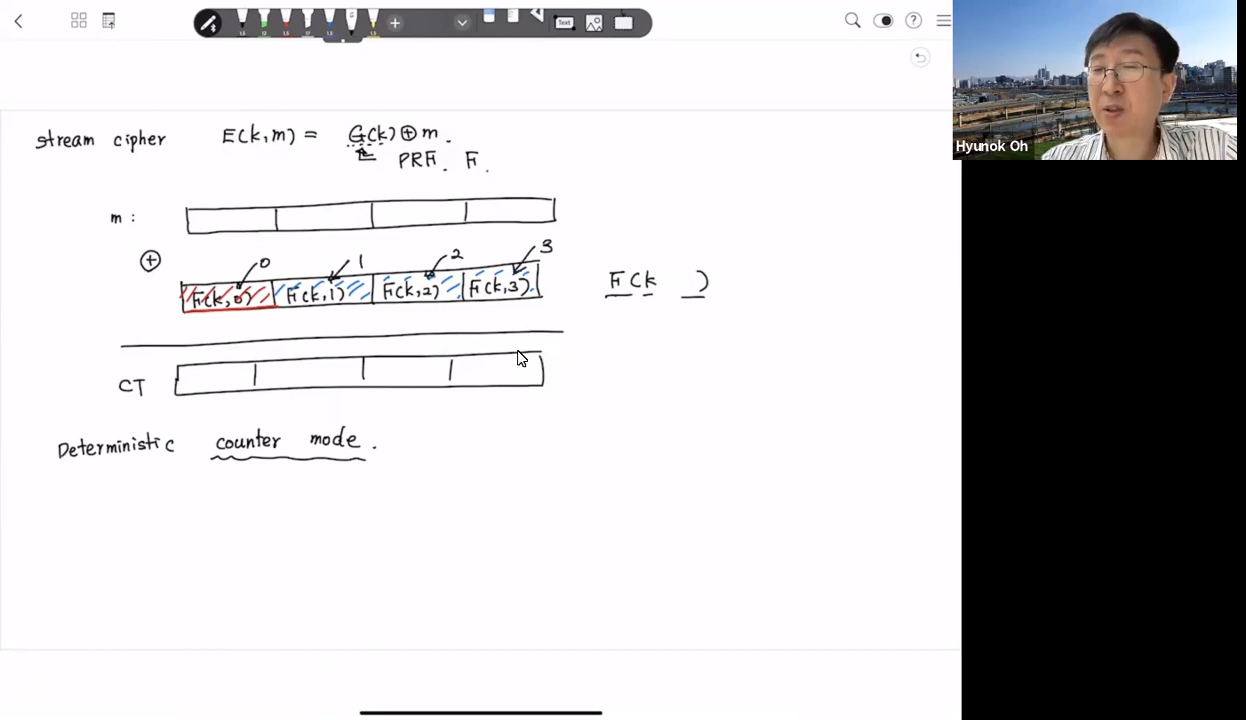 Text
Hyunok Oh
stream cipher E(k,m) = G(k) ⊕ m.
PRF. F.
m:
⊕ 0 1 2 3
F(k,0) F(k,1) F(k,2) F(k,3) F(k )
CT
Deterministic counter mode.